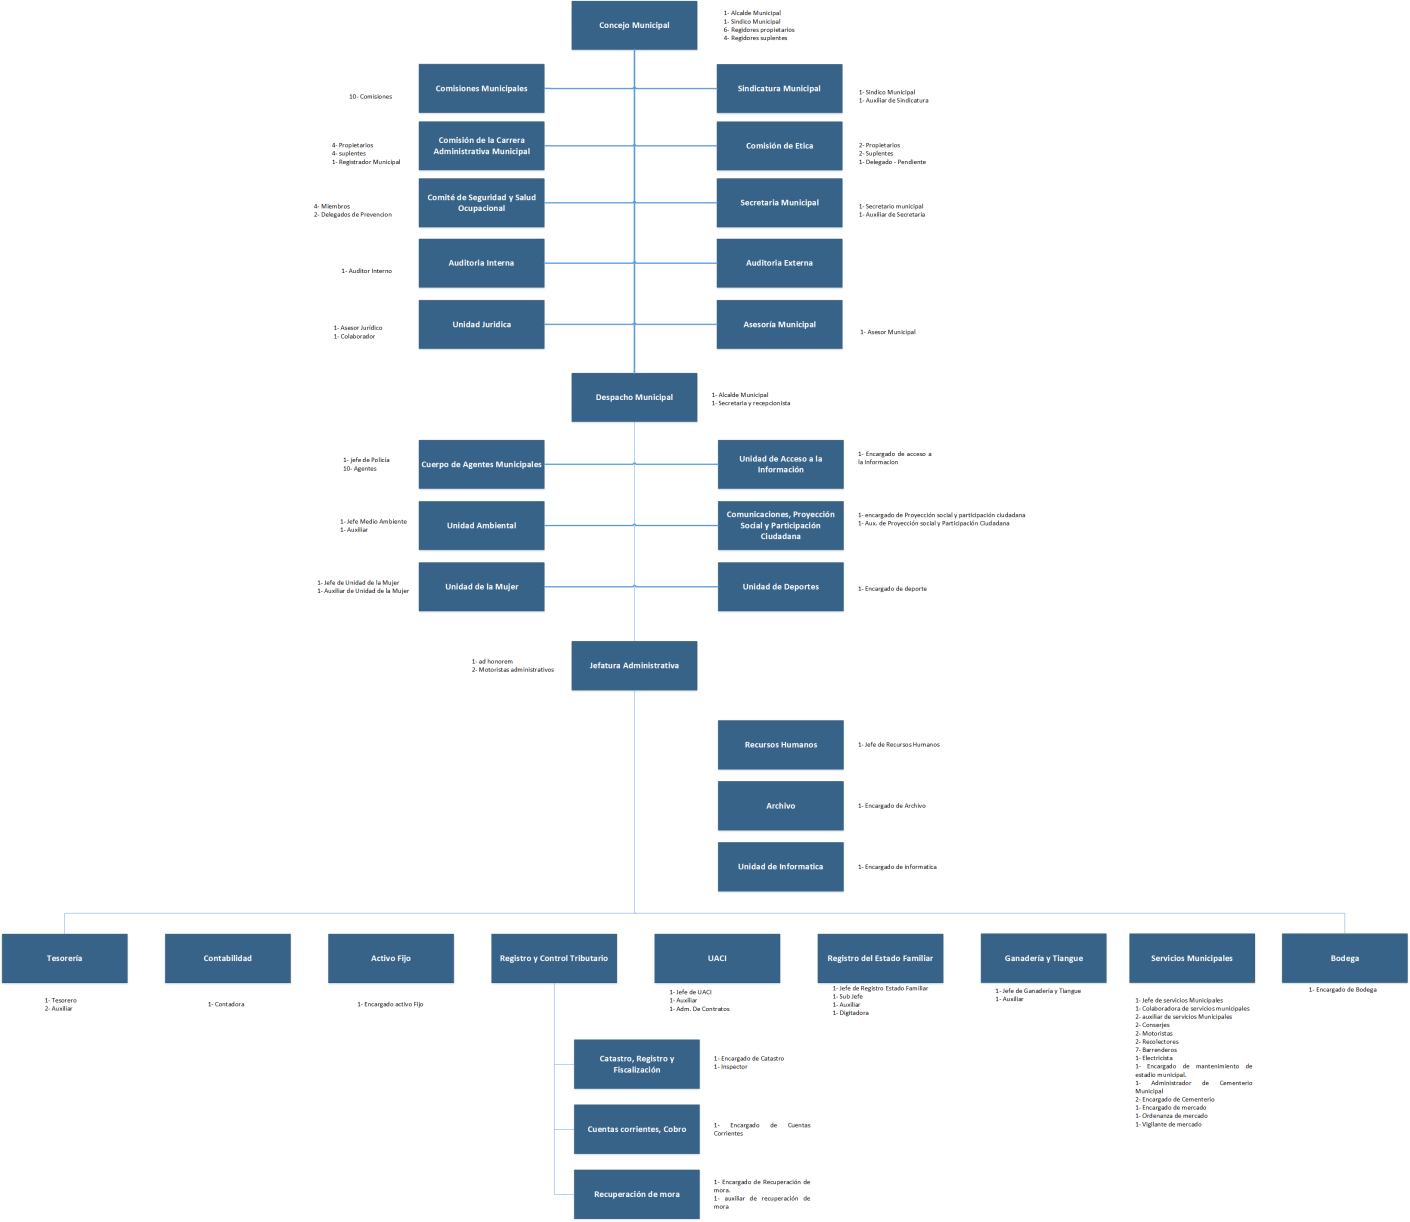 Concejo Municipal
1- Alcalde Municipal
1- Sindico Municipal
6- Regidores propietarios
4- Regidores suplentes
10- Comisiones
Comisiones Municipales
Sindicatura Municipal
1- Sindico Municipal
1- Auxiliar de Sindicatura
4- Propietarios
4- suplentes
1- Registrador Municipal
Comisión de la Carrera
Administrativa Municipal
Comisión de Etica
2- Propietarios
2- Suplentes
1- Delegado - Pendiente
4- Miembros
2- Delegados de Prevencion
Comité de Seguridad y Salud
Ocupacional
Secretaria Municipal
1- Secretario municipal
1- Auxiliar de Secretaria
1- Auditor Interno
Auditoria Interna
Auditoria Externa
1- Asesor Jurídico
1- Colaborador
Unidad Juridica
Asesoría Municipal
1- Asesor Municipal
Despacho Municipal
1- Alcalde Municipal
1- Secretaria y recepcionista
1- jefe de Policía
10- Agentes
Cuerpo de Agentes Municipales
Unidad de Acceso a la
Información
1- Encargado de acceso a
la informacion
1- Jefe Medio Ambiente
1- Auxiliar
Unidad Ambiental
Comunicaciones, Proyección
Social y Participación
Ciudadana
1- encargado de Proyección social y participación ciudadana
1- Aux. de Proyección social y Participación Ciudadana
1- Jefe de Unidad de la Mujer
1- Auxiliar de Unidad de la Mujer
Unidad de la Mujer
Unidad de Deportes
1- Encargado de deporte
1- ad honorem
2- Motoristas administrativos
Jefatura Administrativa
Recursos Humanos
1- Jefe de Recursos Humanos
Archivo
1- Encargado de Archivo
Unidad de Informatica
1- Encargado de informatica
Tesorería
1- Tesorero
2- Auxiliar
Contabilidad
1- Contadora
Activo Fijo
1- Encargado activo Fijo
Registro y Control Tributario
UACI
1- Jefe de UACI
1- Auxiliar
1- Adm. De Contratos
Registro del Estado Familiar
1- Jefe de Registro Estado Familiar
1- Sub Jefe
1- Auxiliar
1- Digitadora
Ganadería y Tiangue
1- Jefe de Ganadería y Tiangue
1- Auxiliar
Servicios Municipales
1- Jefe de servicios Municipales
1- Colaboradora de servicios municipales
2- auxiliar de servicios Municipales
2- Conserjes
2- Motoristas
2- Recolectores
7- Barrenderos
1- Electricista
1- Encargado de mantenimiento de
estadio municipal.
1- Administrador de Cementerio
Municipal
2- Encargado de Cementerio
1- Encargado de mercado
1- Ordenanza de mercado
1- Vigilante de mercado
Bodega
1- Encargado de Bodega
Catastro, Registro y
Fiscalización
1- Encargado de Catastro
1- Inspector
Cuentas corrientes, Cobro
1- Encargado de Cuentas
Corrientes
Recuperación de mora
1- Encargado de Recuperación de
mora.
1- auxiliar de recuperación de
mora